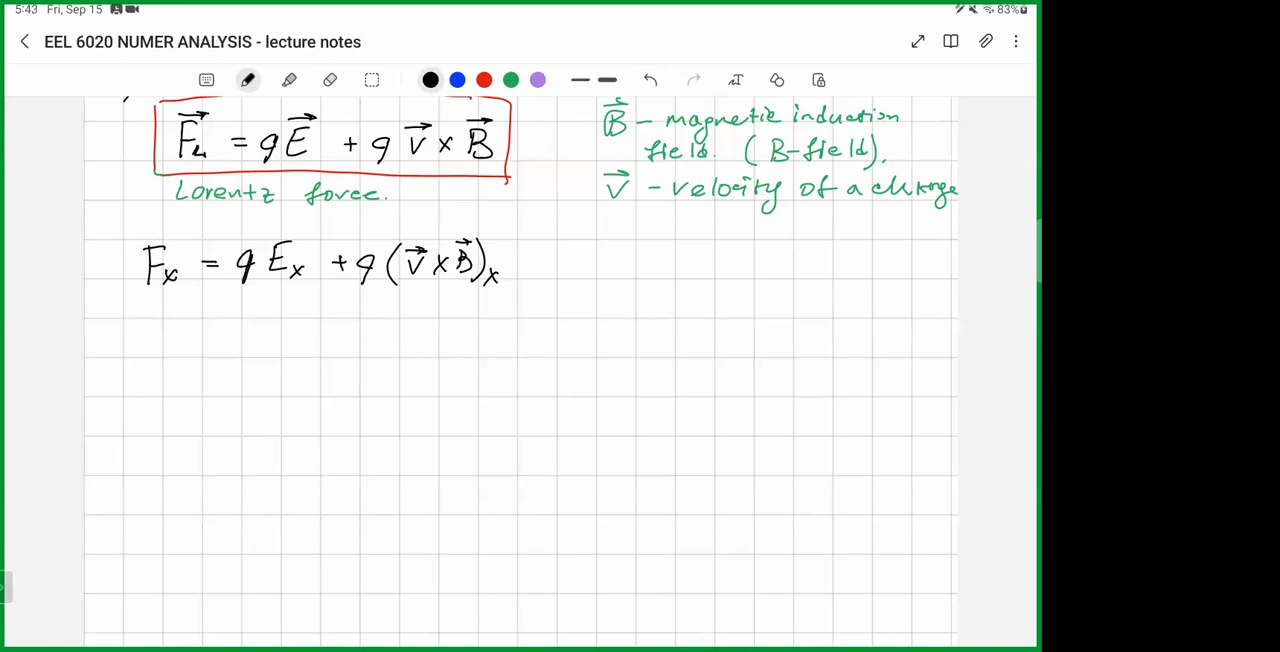 5:43 Fri, Sep 15 83%
EEL 6020 NUMER ANALYSIS - lecture notes
F⃗ = qE⃗ + q v⃗ × B⃗
Lorentz force.
B⃗ - magnetic induction
field. (B-field).
v⃗ - velocity of a charge
Fₓ = qEₓ + q(v⃗ × B⃗)ₓ